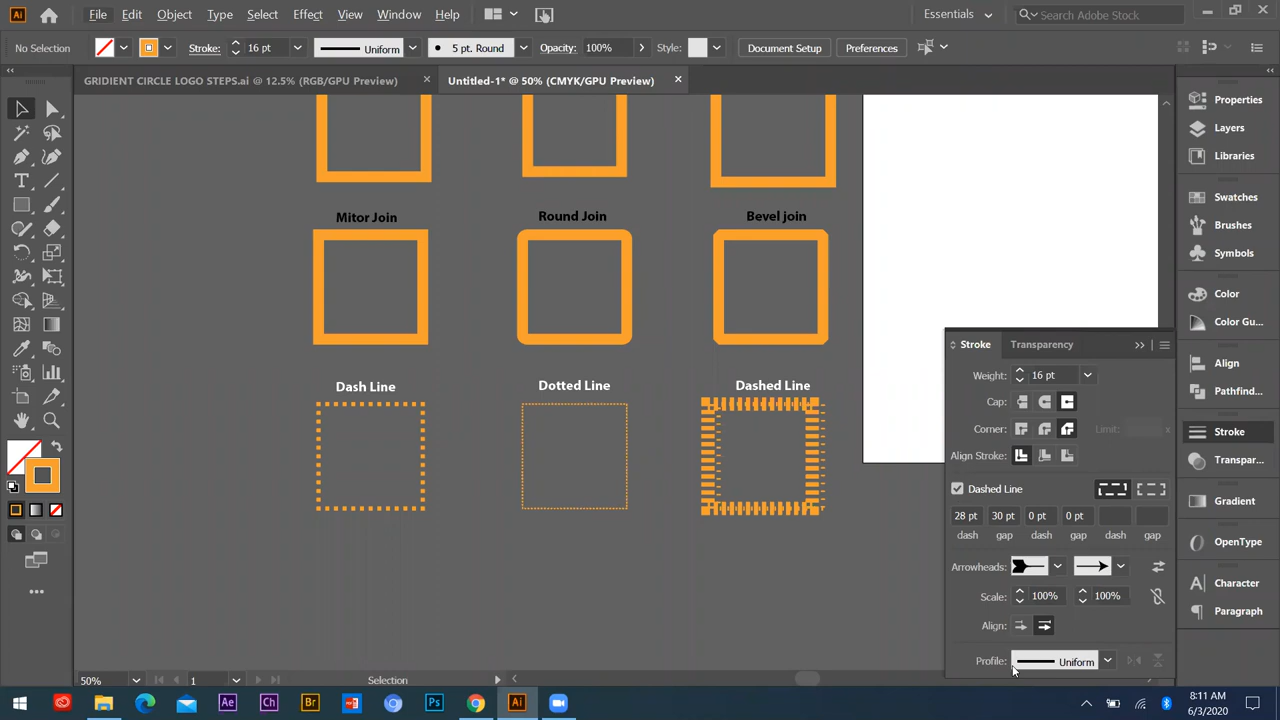 Ai File Edit Object Type Select Effect View Window Help Essentials Search Adobe Stock
No Selection Stroke: 16 pt Uniform 5 pt. Round Opacity: 100% Style: Document Setup Preferences
GRIDIENT CIRCLE LOGO STEPS.ai @ 12.5% (RGB/GPU Preview) Untitled-1* @ 50% (CMYK/GPU Preview)
Properties
Layers
Libraries
Swatches
Brushes
Symbols
Color
Color Gu...
Align
Pathfind...
Stroke
Transpar...
Gradient
OpenType
Character
Paragraph
Mitor Join Round Join Bevel join
Dash Line Dotted Line Dashed Line
Stroke Transparency
Weight: 16 pt
Cap:
Corner: Limit: x
Align Stroke:
Dashed Line
28 pt 30 pt 0 pt 0 pt
dash gap dash gap dash gap
Arrowheads:
Scale: 100% 100%
Align:
Profile: Uniform
50% 1 Selection
Ae Ch Br Ps Ai
8:11 AM
6/3/2020